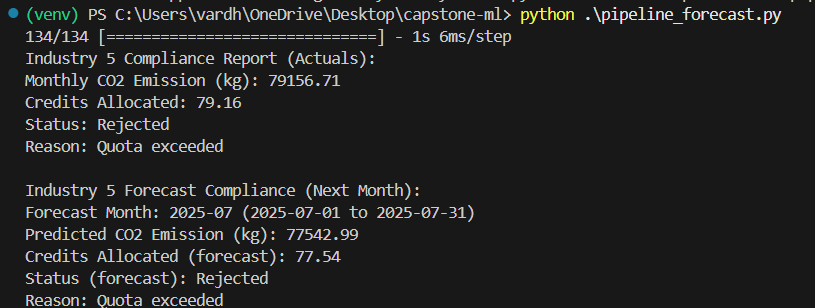 (venv) PS C:\Users\vardh\OneDrive\Desktop\capstone-ml> python .\pipeline_forecast.py
134/134 [==============================] - 1s 6ms/step
Industry 5 Compliance Report (Actuals):
Monthly CO2 Emission (kg): 79156.71
Credits Allocated: 79.16
Status: Rejected
Reason: Quota exceeded

Industry 5 Forecast Compliance (Next Month):
Forecast Month: 2025-07 (2025-07-01 to 2025-07-31)
Predicted CO2 Emission (kg): 77542.99
Credits Allocated (forecast): 77.54
Status (forecast): Rejected
Reason: Quota exceeded